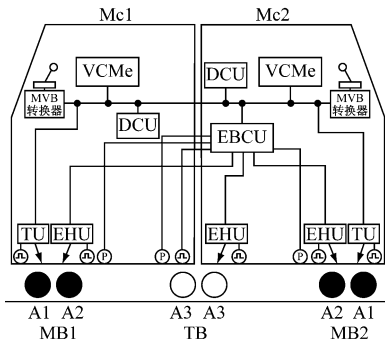 Mc1 Mc2
VCMe DCU VCMe
MVB
转换器
MVB
转换器
DCU
EBCU
TU EHU EHU EHU TU
P P P
A1 A2 A3 A3 A2 A1
MB1 TB MB2